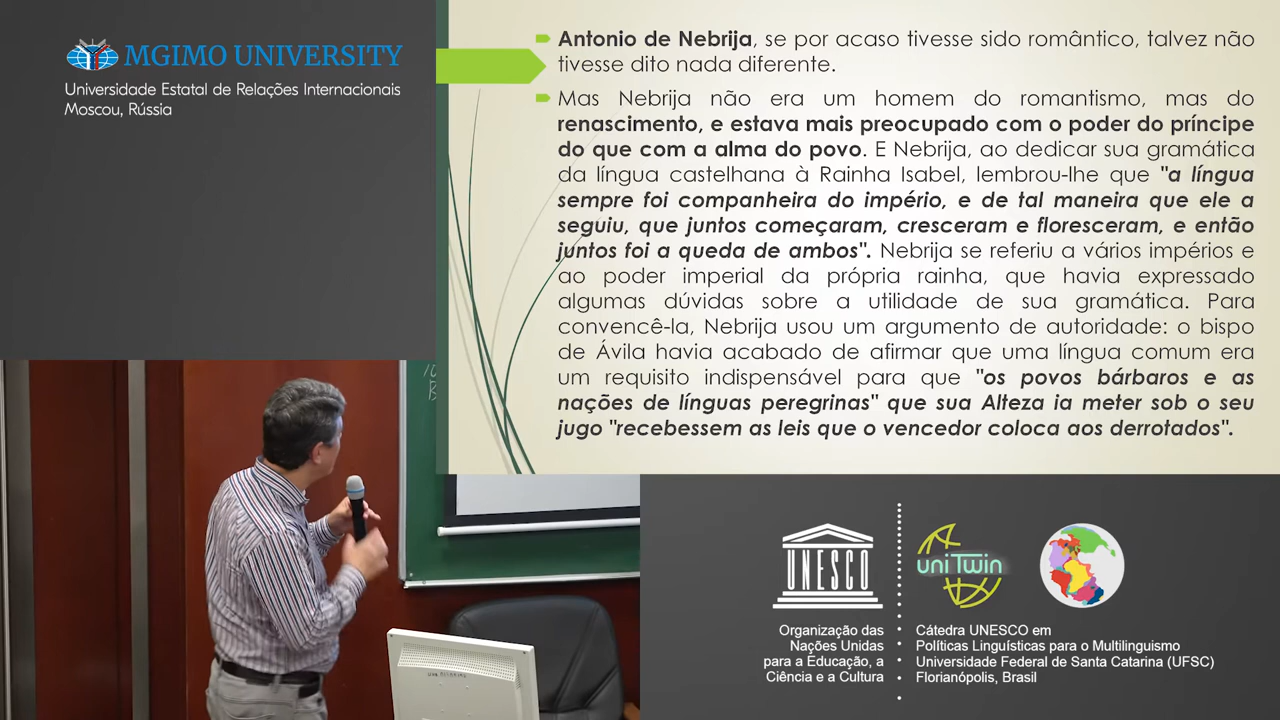 MGIMO UNIVERSITY
Universidade Estatal de Relações Internacionais
Moscou, Rússia
Antonio de Nebrija, se por acaso tivesse sido romântico, talvez não
tivesse dito nada diferente.
Mas Nebrija não era um homem do romantismo, mas do
renascimento, e estava mais preocupado com o poder do príncipe
do que com a alma do povo. E Nebrija, ao dedicar sua gramática
da língua castelhana à Rainha Isabel, lembrou-lhe que "a língua
sempre foi companheira do império, e de tal maneira que ele a
seguiu, que juntos começaram, cresceram e floresceram, e então
juntos foi a queda de ambos". Nebrija se referiu a vários impérios e
ao poder imperial da própria rainha, que havia expressado
algumas dúvidas sobre a utilidade de sua gramática. Para
convencê-la, Nebrija usou um argumento de autoridade: o bispo
de Ávila havia acabado de afirmar que uma língua comum era
um requisito indispensável para que "os povos bárbaros e as
nações de línguas peregrinas" que sua Alteza ia meter sob o seu
jugo "recebessem as leis que o vencedor coloca aos derrotados".
UNESCO
Organização das
Nações Unidas
para a Educação, a
Ciência e a Cultura
uniTwin
Cátedra UNESCO em
Políticas Linguísticas para o Multilinguismo
Universidade Federal de Santa Catarina (UFSC)
Florianópolis, Brasil